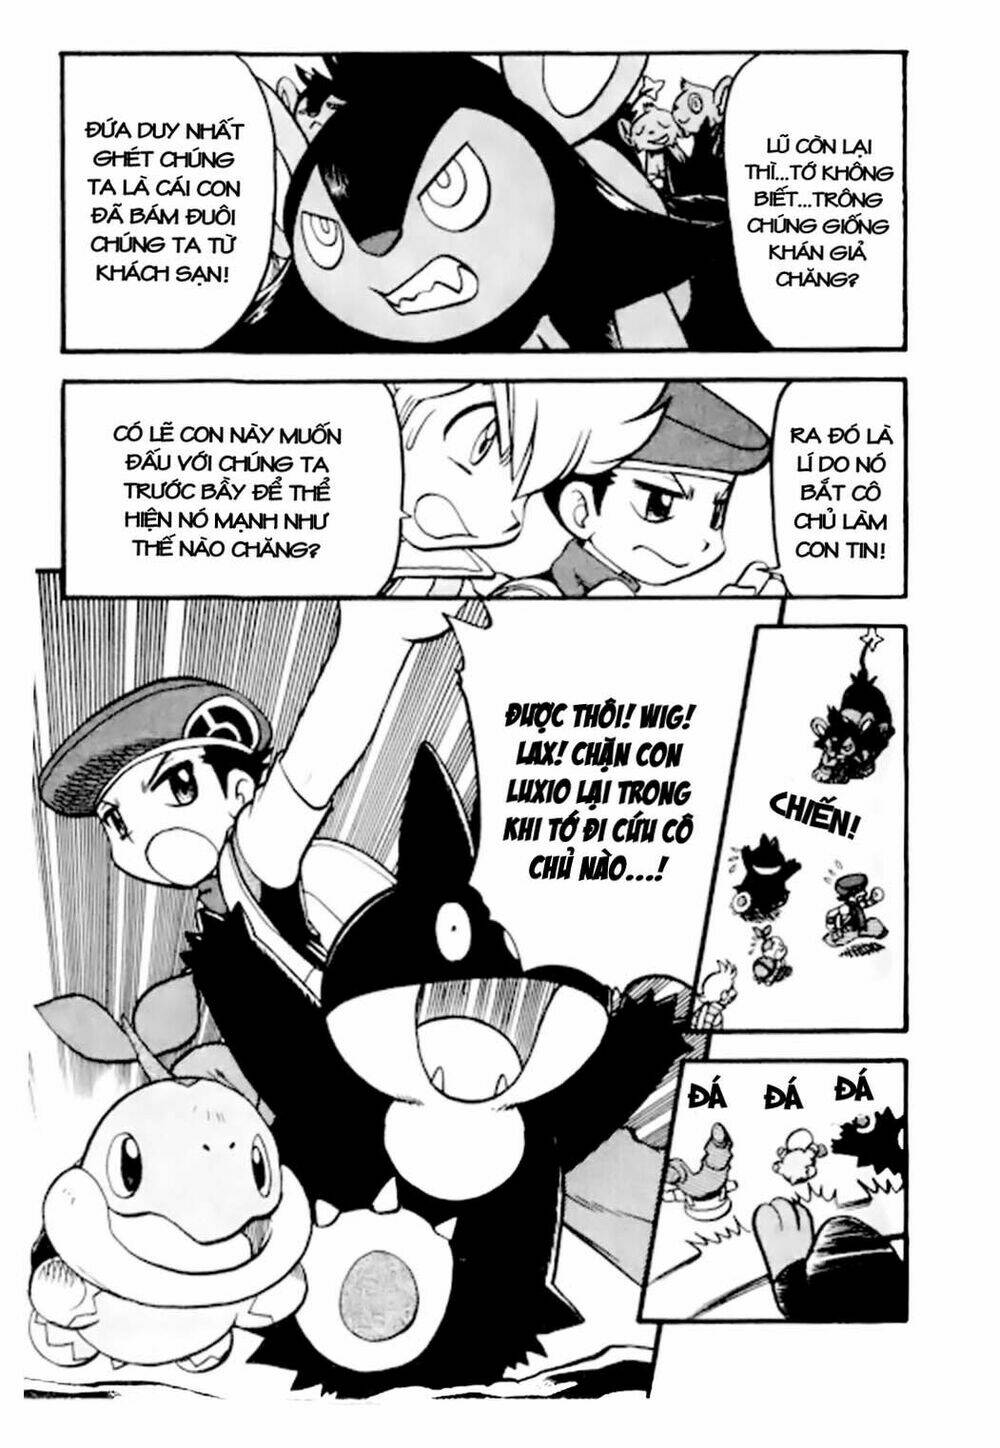 LŨ CÒN LẠI
THÌ...TỚ KHÔNG
BIẾT...TRÔNG
CHÚNG GIỐNG
KHÁN GIẢ
CHĂNG?
ĐỨA DUY NHẤT
GHÉT CHÚNG
TA LÀ CÁI CON
ĐÃ BÁM ĐUÔI
CHÚNG TA TỪ
KHÁCH SẠN!
RA ĐÓ LÀ
LÍ DO NÓ
BẮT CÔ
CHỦ LÀM
CON TIN!
CÓ LẼ CON NÀY MUỐN
ĐẤU VỚI CHÚNG TA
TRƯỚC BẦY ĐỂ THỂ
HIỆN NÓ MẠNH NHƯ
THẾ NÀO CHĂNG?
CHIẾN!
ĐƯỢC THÔI! WIG!
LAX! CHẶN CON
LUXIO LẠI TRONG
KHI TỚ ĐI CỨU CÔ
CHỦ NÀO...!
ĐÁ
ĐÁ
ĐÁ